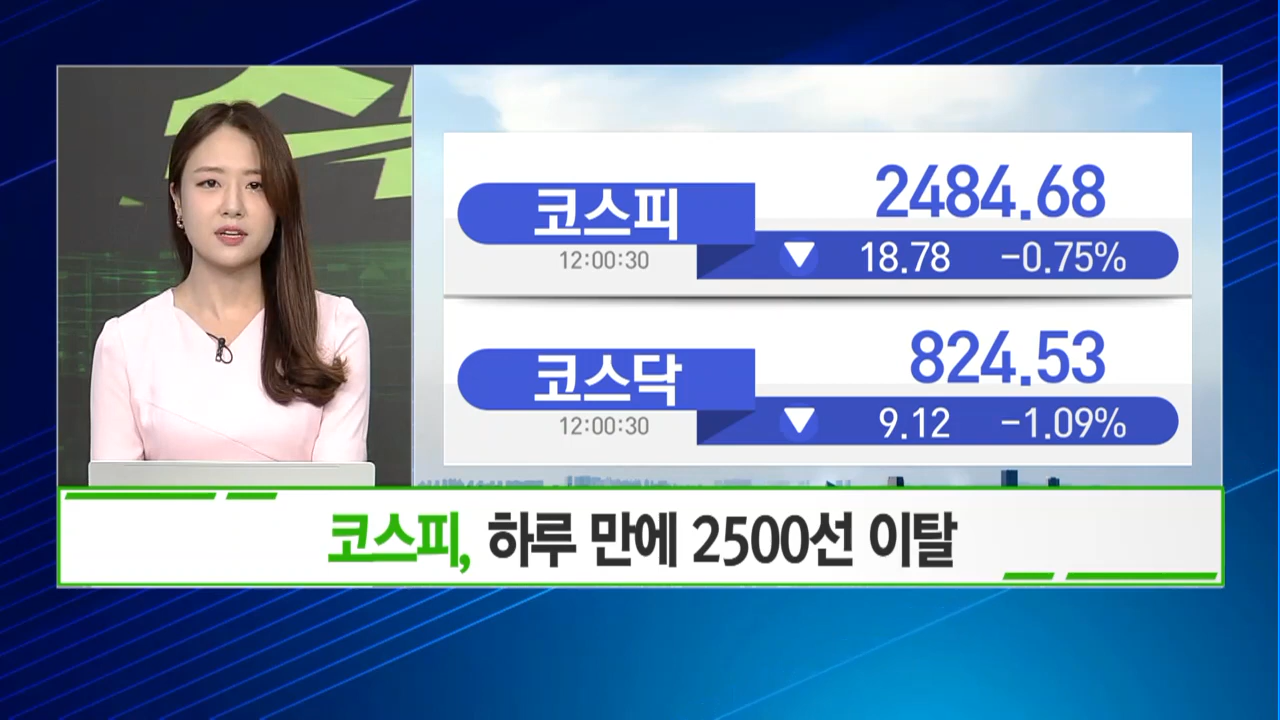 코스피
2484.68
12:00:30
▼ 18.78 -0.75%
코스닥
824.53
12:00:30
▼ 9.12 -1.09%
코스피, 하루 만에 2500선 이탈